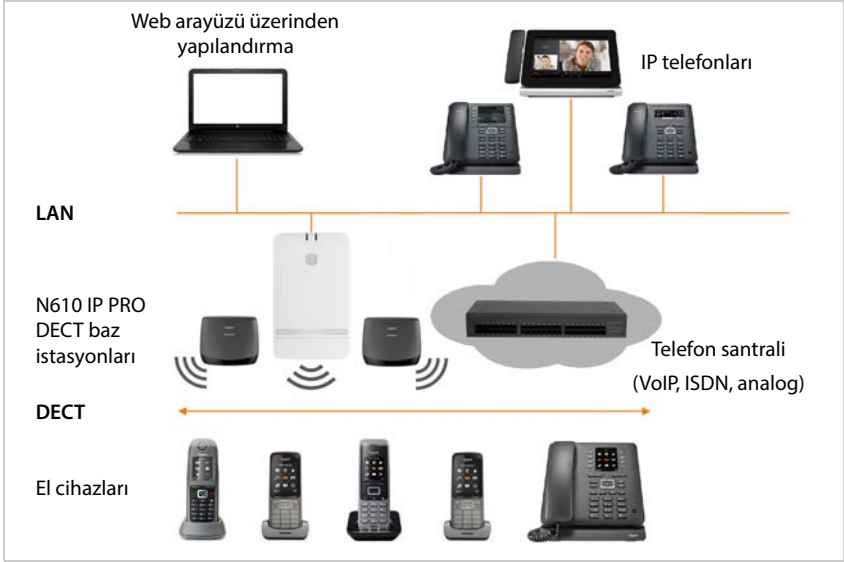 Web arayüzü üzerinden
yapılandırma
IP telefonları
LAN
N610 IP PRO
DECT baz
istasyonları
Telefon santrali
(VoIP, ISDN, analog)
DECT
El cihazları